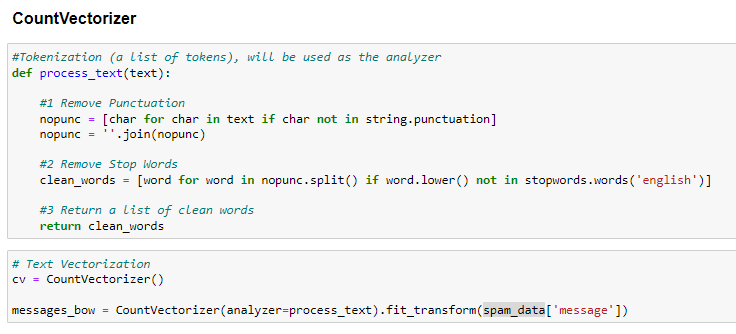 CountVectorizer
#Tokenization (a list of tokens), will be used as the analyzer
def process_text(text):
#1 Remove Punctuation
nopunc = [char for char in text if char not in string.punctuation]
nopunc = ''.join(nopunc)
#2 Remove Stop Words
clean_words = [word for word in nopunc.split() if word.lower() not in stopwords.words('english')]
#3 Return a list of clean words
return clean_words
# Text Vectorization
cv = CountVectorizer()
messages_bow = CountVectorizer(analyzer=process_text).fit_transform(spam_data['message'])